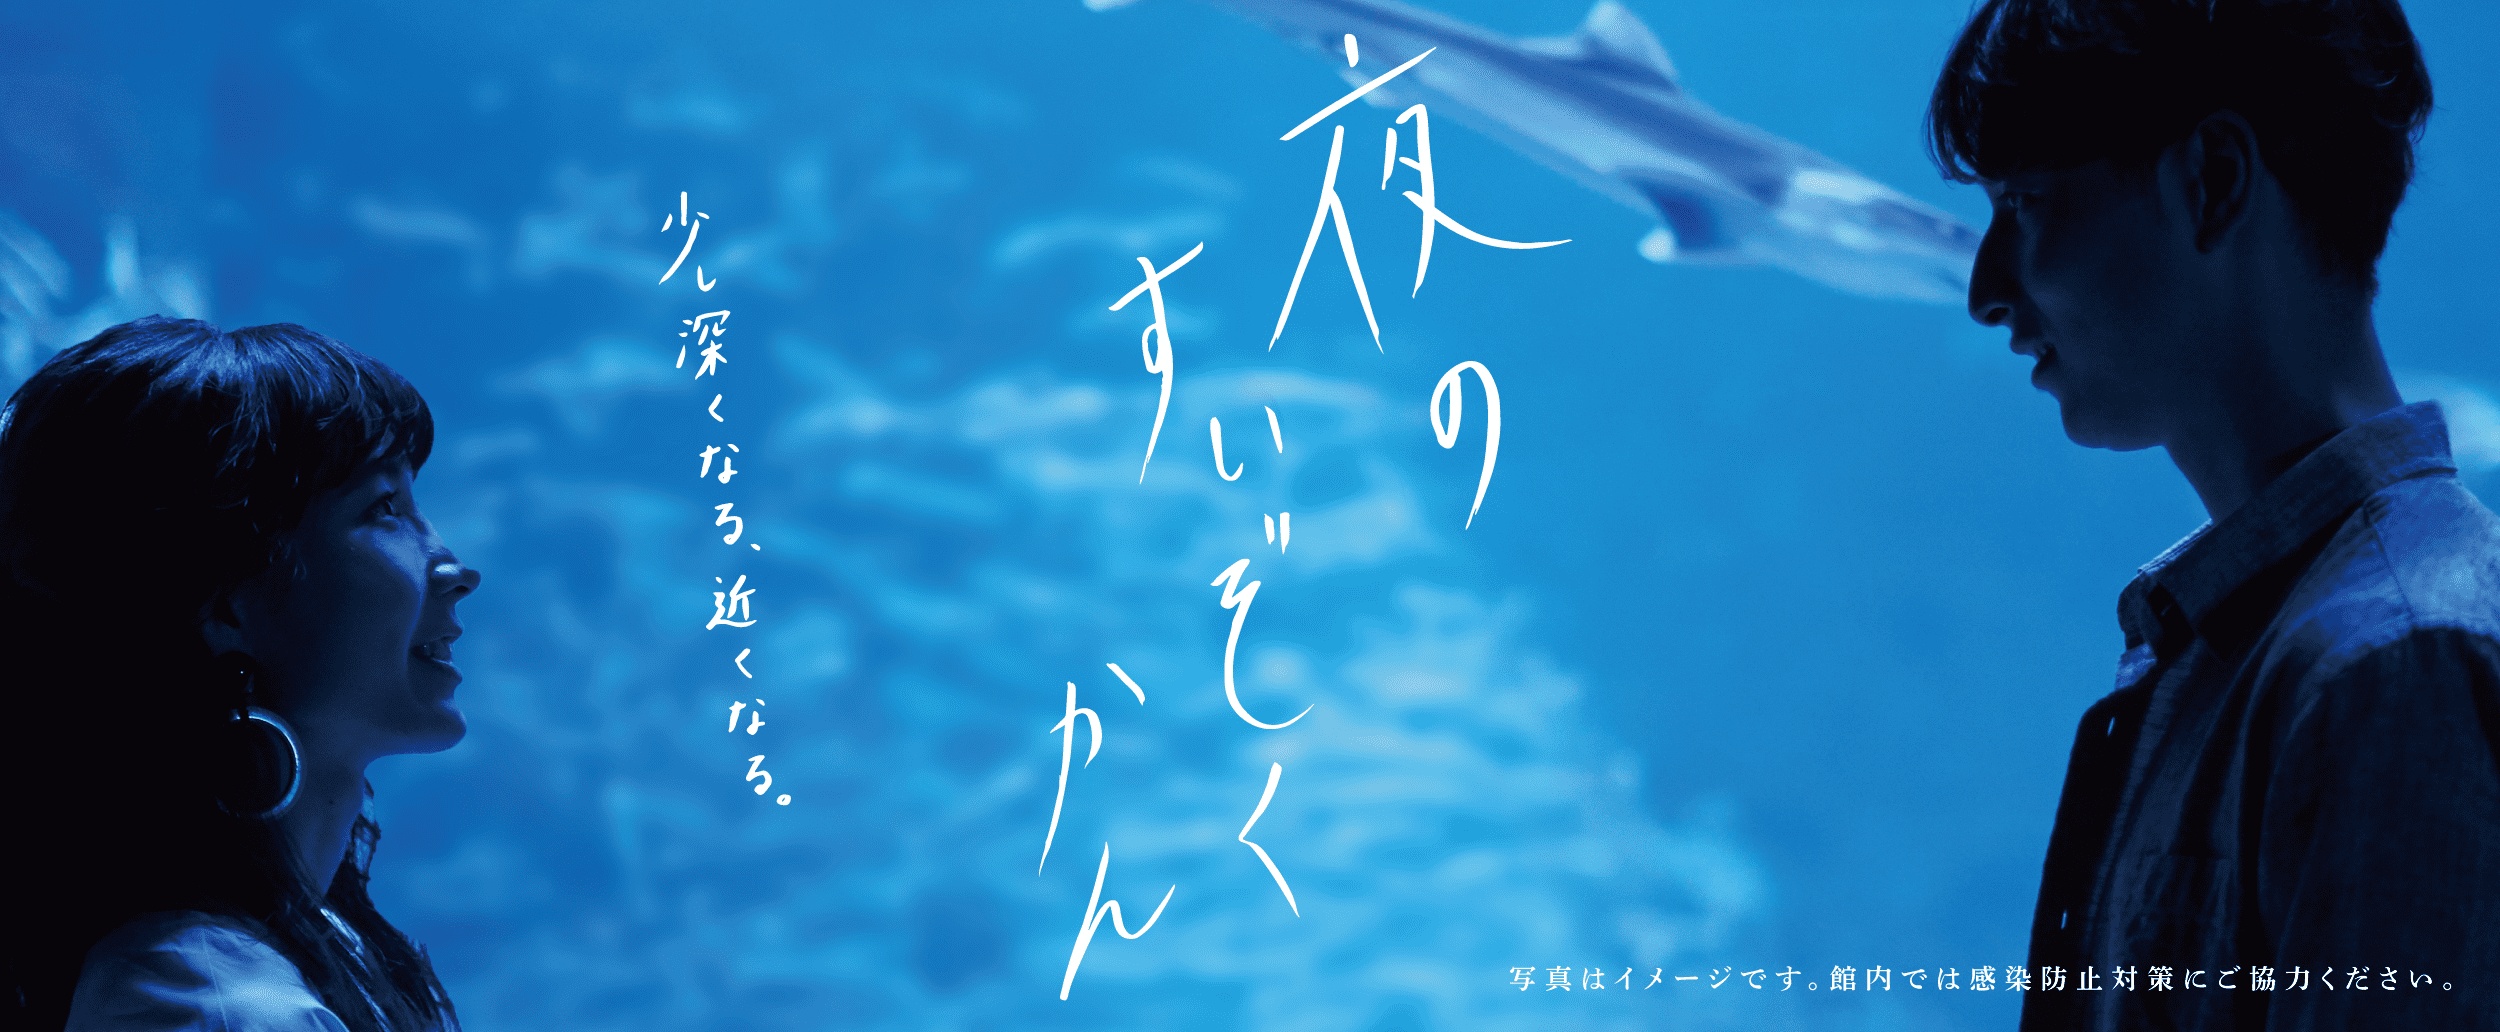 夜の
すいぞく
かん
少し深くなる、近くなる。
写真はイメージです。館内では感染防止対策にご協力ください。